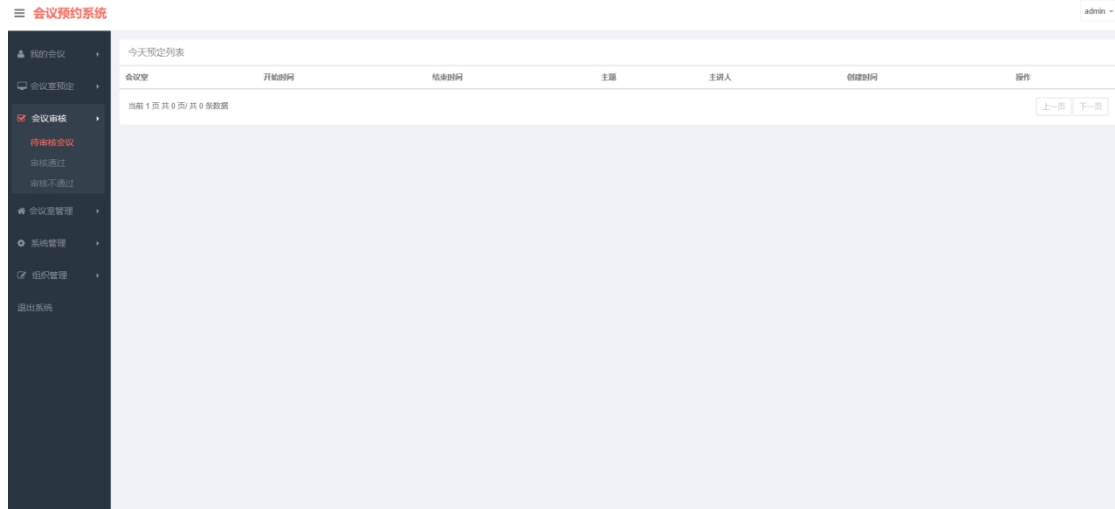 会议预约系统
admin
我的会议
会议室预定
会议审核
待审核会议
审核通过
审核不通过
会议室管理
系统管理
组织管理
退出系统
今天预定列表
会议室 开始时间 结束时间 主题 主讲人 创建时间 操作
当前 1 页 共 0 页/ 共 0 条数据
上一页 下一页